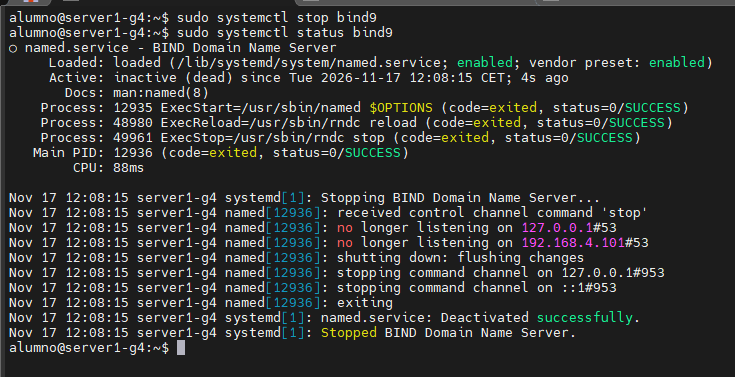 alumno@server1-g4:~$ sudo systemctl stop bind9
alumno@server1-g4:~$ sudo systemctl status bind9
○ named.service - BIND Domain Name Server
     Loaded: loaded (/lib/systemd/system/named.service; enabled; vendor preset: enabled)
     Active: inactive (dead) since Tue 2026-11-17 12:08:15 CET; 4s ago
       Docs: man:named(8)
    Process: 12935 ExecStart=/usr/sbin/named $OPTIONS (code=exited, status=0/SUCCESS)
    Process: 48980 ExecReload=/usr/sbin/rndc reload (code=exited, status=0/SUCCESS)
    Process: 49961 ExecStop=/usr/sbin/rndc stop (code=exited, status=0/SUCCESS)
   Main PID: 12936 (code=exited, status=0/SUCCESS)
        CPU: 88ms

Nov 17 12:08:15 server1-g4 systemd[1]: Stopping BIND Domain Name Server...
Nov 17 12:08:15 server1-g4 named[12936]: received control channel command 'stop'
Nov 17 12:08:15 server1-g4 named[12936]: no longer listening on 127.0.0.1#53
Nov 17 12:08:15 server1-g4 named[12936]: no longer listening on 192.168.4.101#53
Nov 17 12:08:15 server1-g4 named[12936]: shutting down: flushing changes
Nov 17 12:08:15 server1-g4 named[12936]: stopping command channel on 127.0.0.1#953
Nov 17 12:08:15 server1-g4 named[12936]: stopping command channel on ::1#953
Nov 17 12:08:15 server1-g4 named[12936]: exiting
Nov 17 12:08:15 server1-g4 systemd[1]: named.service: Deactivated successfully.
Nov 17 12:08:15 server1-g4 systemd[1]: Stopped BIND Domain Name Server.
alumno@server1-g4:~$